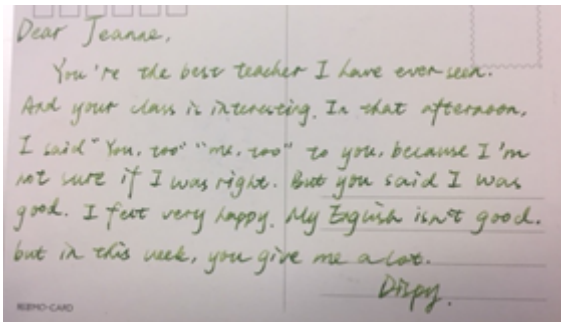 Dear Jeanne,
You're the best teacher I have ever seen.
And your class is interesting. In that afternoon,
I said "You, too" "me, too" to you, because I'm
not sure if I was right. But you said I was
good. I felt very happy. My English isn't good.
but in this week, you give me a lot.
Dispy.